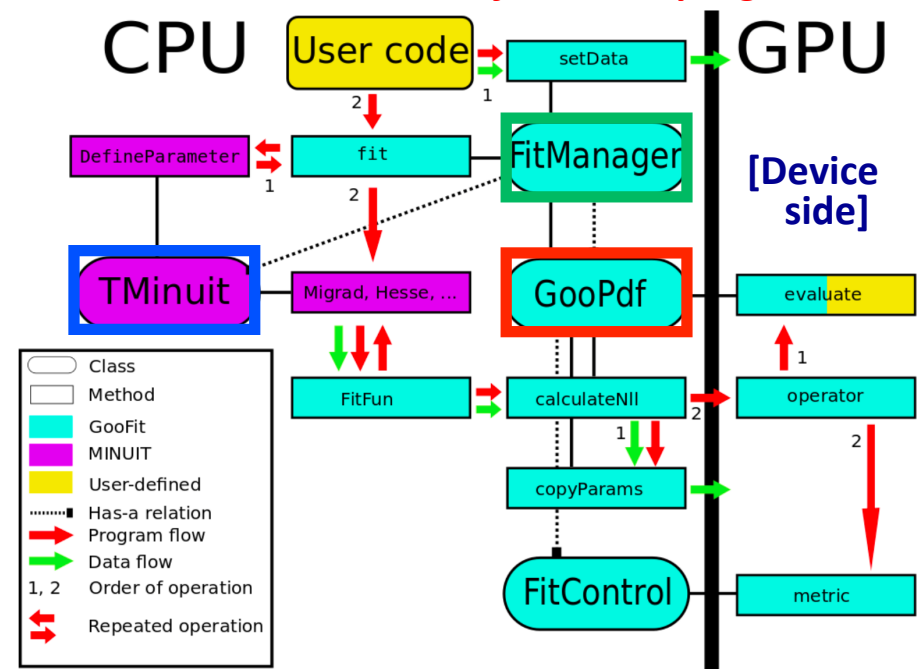 CPU
User code
setData
GPU
1
2
DefineParameter
1
fit
FitManager
[Device
side]
2
TMinuit
Migrad, Hesse, ...
GooPdf
evaluate
1
FitFun
calculateNll
2
operator
1
2
copyParams
FitControl
metric
Class
Method
GooFit
MINUIT
User-defined
Has-a relation
Program flow
Data flow
1, 2 Order of operation
Repeated operation